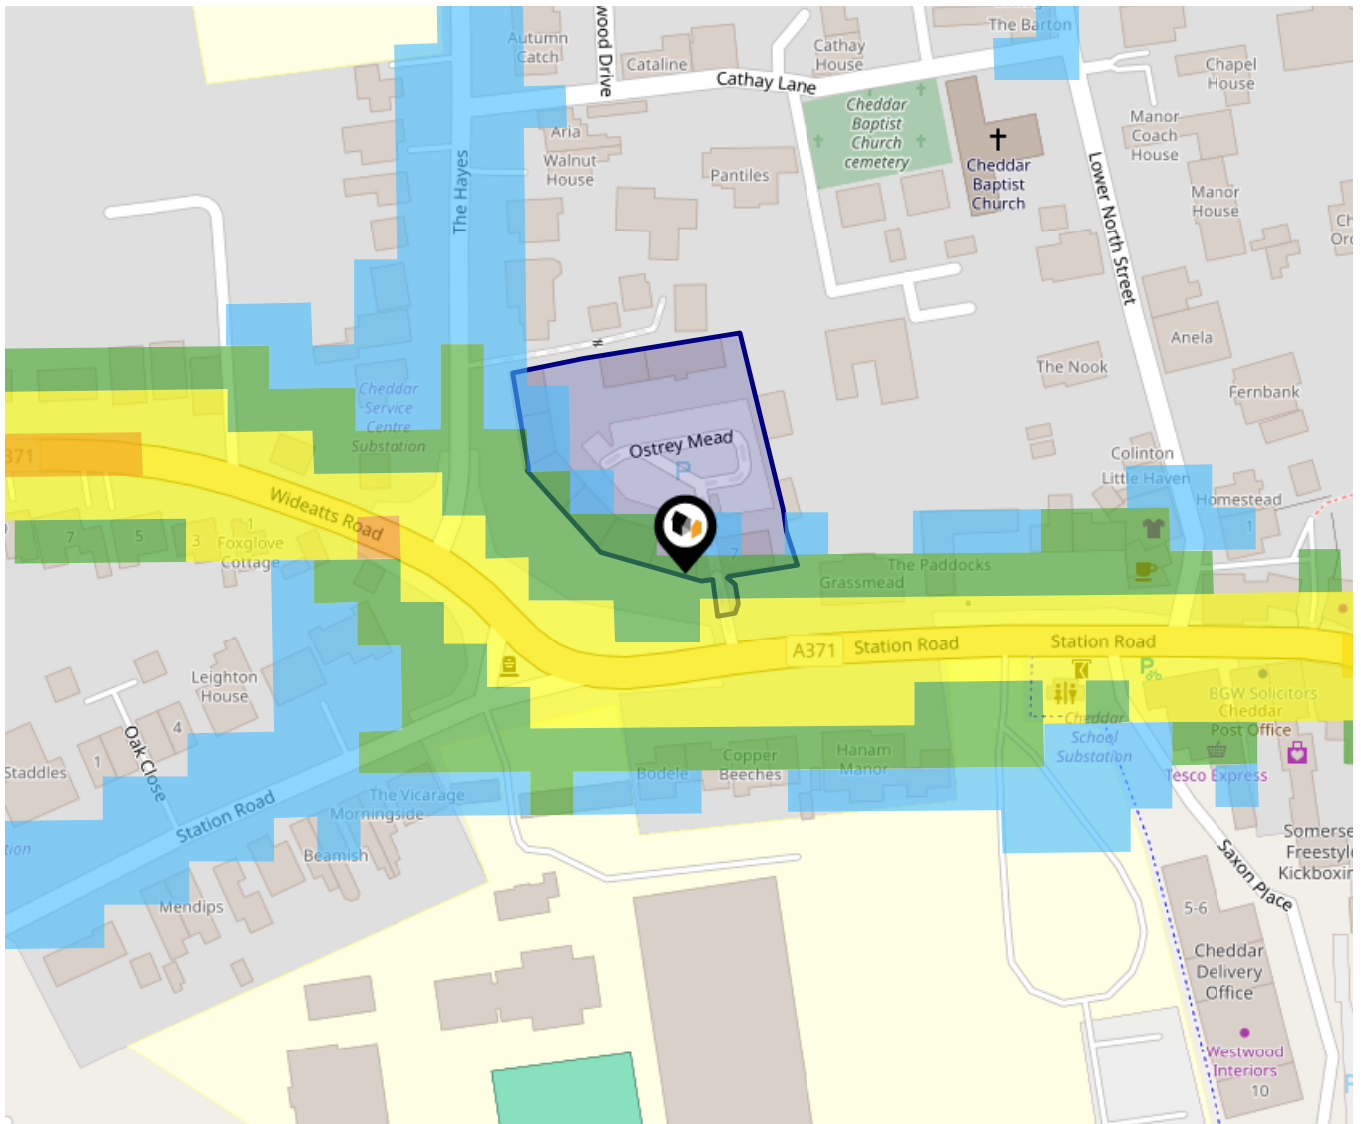 Autumn
Catch
wood Drive
Cataline
Cathay
House
The Barton
Cathay Lane
Chapel
House
Cheddar
Baptist
Church
cemetery
Aria
Walnut
House
Pantiles
Manor
Coach
House
Cheddar
Baptist
Church
The Hayes
Manor
House
Lower North Street
Anela
The Nook
Fernbank
Cheddar
Service
Centre
Substation
Ostrey Mead
P
371
Colinton
Little Haven
Homestead
1
Wideatts Road
7
5
3
1
Foxglove
Cottage
7
The Paddocks
Grassmead
A371
Station Road
Station Road
P
Leighton
House
BGW Solicitors
Cheddar
Post Office
Cheddar
School
Substation
Tesco Express
4
1
Oak Close
Staddles
Copper
Beeches
Bodele
Hanam
Manor
The Vicarage
Morningside
Station Road
tion
Beamish
Mendips
Saxon Place
Somerse
Freestyle
Kickboxin
5-6
Cheddar
Delivery
Office
Westwood
Interiors
10